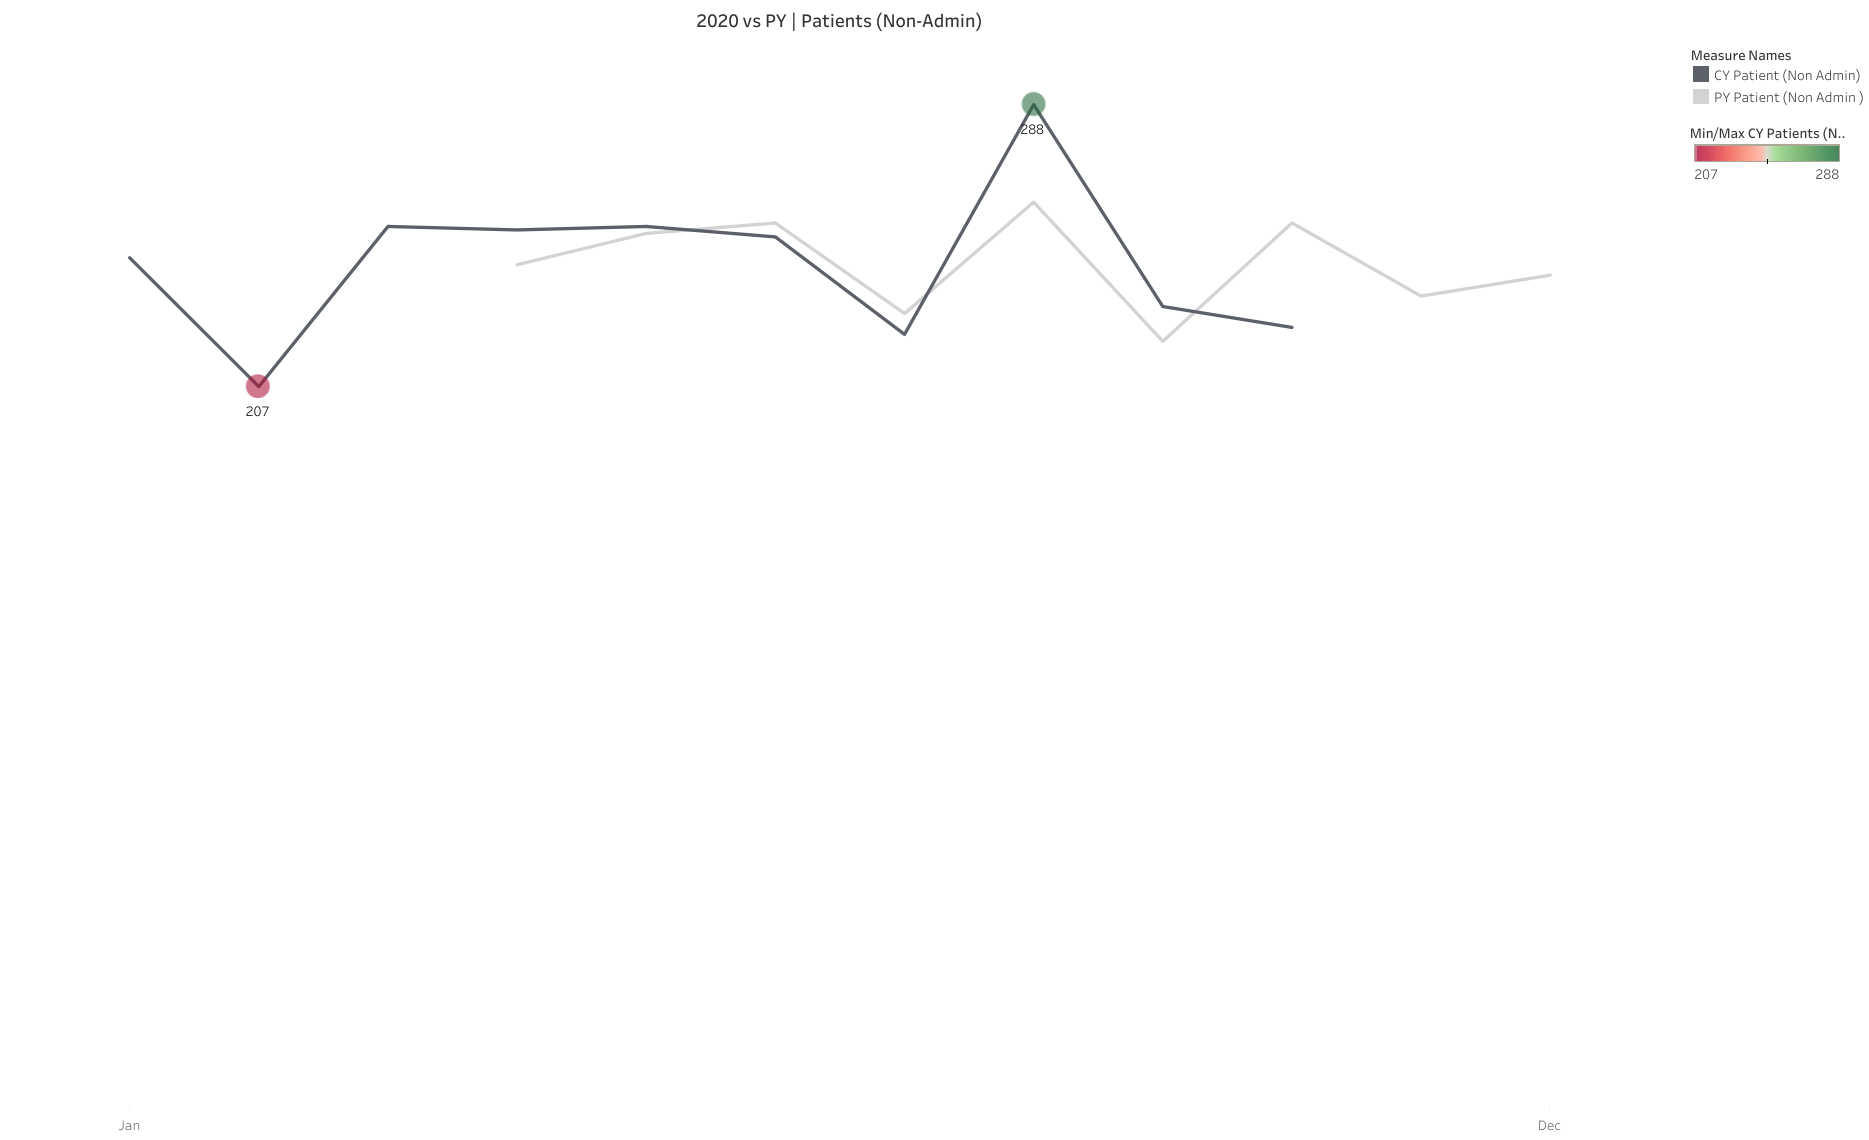 2020 vs PY | Patients (Non-Admin)
Measure Names
CY Patient (Non Admin)
PY Patient (Non Admin )
Min/Max CY Patients (N..
207
288
288
207
Jan
Dec